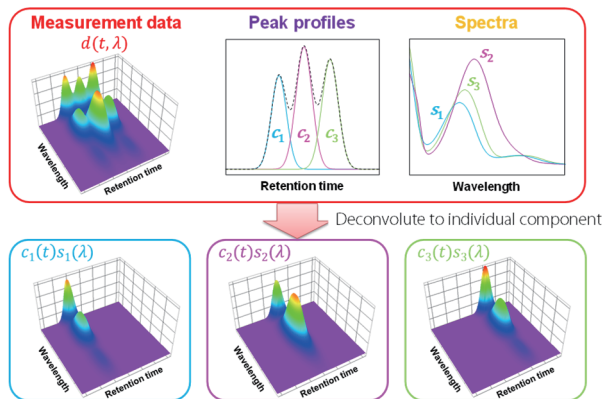 Measurement data
d(t, λ)
Wavelength
Retention time
Peak profiles
c₁
c₂
c₃
Retention time
Spectra
s₂
s₃
s₁
Wavelength
Deconvolute to individual component
c₁(t)s₁(λ)
Wavelength
Retention time
c₂(t)s₂(λ)
Wavelength
Retention time
c₃(t)s₃(λ)
Wavelength
Retention time